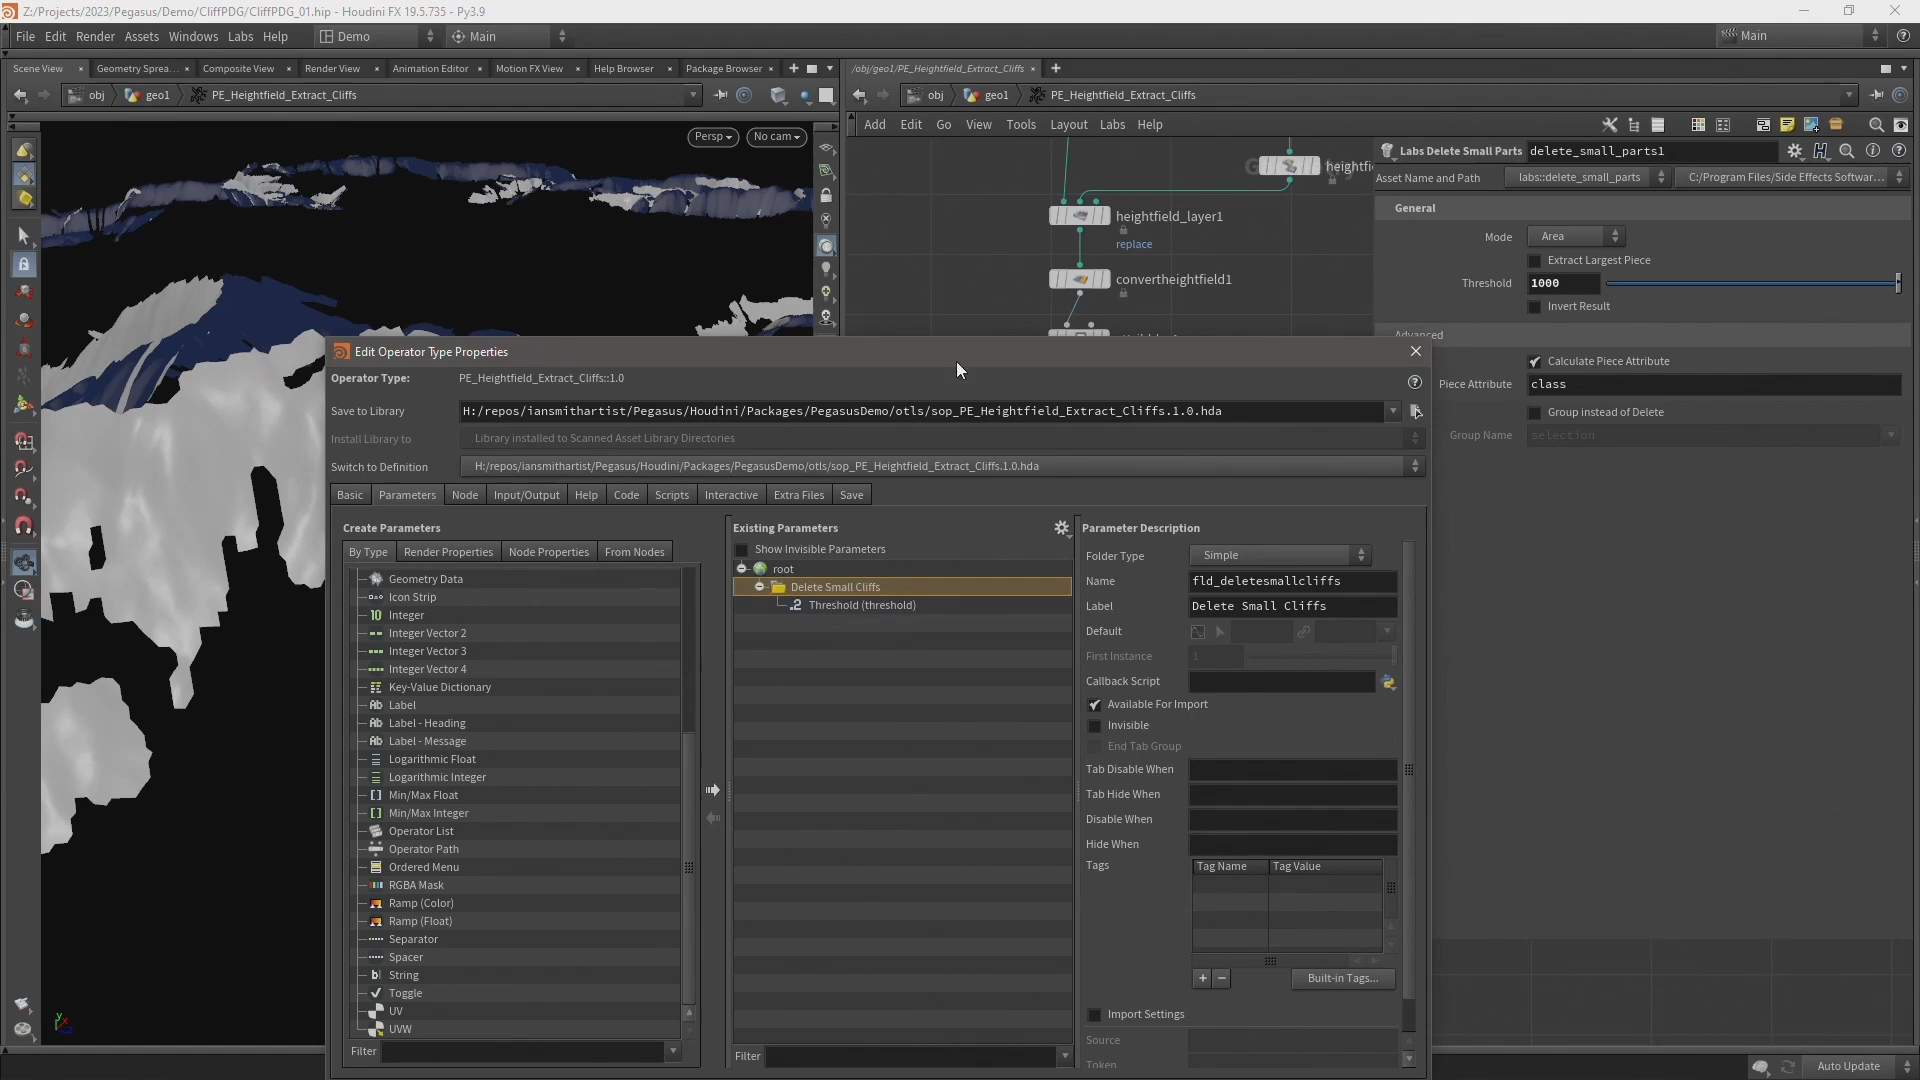 Z:/Projects/2023/Pegasus/Demo/CliffPDG/CliffPDG_01.hip - Houdini FX 19.5.735 - Py3.9
File Edit Render Assets Windows Labs Help Demo Main Main
Scene View Geometry Sprea... Composite View Render View Animation Editor Motion FX View Help Browser Package Browser
/obj/geo1/PE_Heightfield_Extract_Cliffs
obj geo1 PE_Heightfield_Extract_Cliffs
obj geo1 PE_Heightfield_Extract_Cliffs
Add Edit Go View Tools Layout Labs Help
Persp No cam
heightfi
heightfield_layer1
replace
convertheightfield1
Labs Delete Small Parts delete_small_parts1
Asset Name and Path labs::delete_small_parts C:/Program Files/Side Effects Softwar...
General
Mode Area
Extract Largest Piece
Threshold 1000
Invert Result
Advanced
Calculate Piece Attribute
Piece Attribute class
Group instead of Delete
Group Name selection
Edit Operator Type Properties
Operator Type: PE_Heightfield_Extract_Cliffs::1.0
Save to Library H:/repos/iansmithartist/Pegasus/Houdini/Packages/PegasusDemo/otls/sop_PE_Heightfield_Extract_Cliffs.1.0.hda
Install Library to Library installed to Scanned Asset Library Directories
Switch to Definition H:/repos/iansmithartist/Pegasus/Houdini/Packages/PegasusDemo/otls/sop_PE_Heightfield_Extract_Cliffs.1.0.hda
Basic Parameters Node Input/Output Help Code Scripts Interactive Extra Files Save
Create Parameters
By Type Render Properties Node Properties From Nodes
Geometry Data
Icon Strip
Integer
Integer Vector 2
Integer Vector 3
Integer Vector 4
Key-Value Dictionary
Label
Label - Heading
Label - Message
Logarithmic Float
Logarithmic Integer
Min/Max Float
Min/Max Integer
Operator List
Operator Path
Ordered Menu
RGBA Mask
Ramp (Color)
Ramp (Float)
Separator
Spacer
String
Toggle
UV
UVW
Filter
Existing Parameters
Show Invisible Parameters
root
Delete Small Cliffs
Threshold (threshold)
Filter
Parameter Description
Folder Type Simple
Name fld_deletesmallcliffs
Label Delete Small Cliffs
Default
First Instance 1
Callback Script
Available For Import
Invisible
End Tab Group
Tab Disable When
Tab Hide When
Disable When
Hide When
Tags Tag Name Tag Value
+ − Built-in Tags...
Import Settings
Source
Token
Auto Update